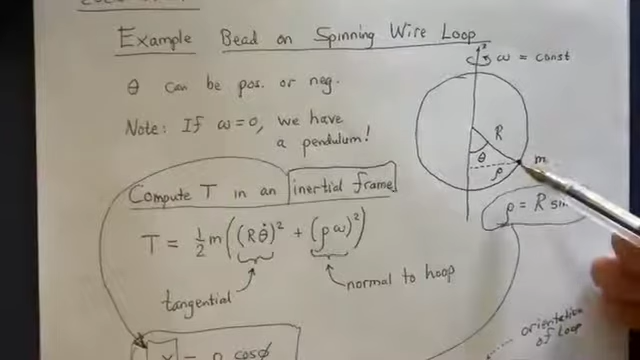 Example Bead on Spinning Wire Loop
z
ω = const
θ can be pos. or neg.
Note: If ω=0, we have
a pendulum!
R
θ
m
ρ
Compute T in an inertial frame
ρ = R sin
T = 1/2 m((Rθ̇)² + (ρω)²)
tangential
normal to hoop
orientation
of loop
cosφ